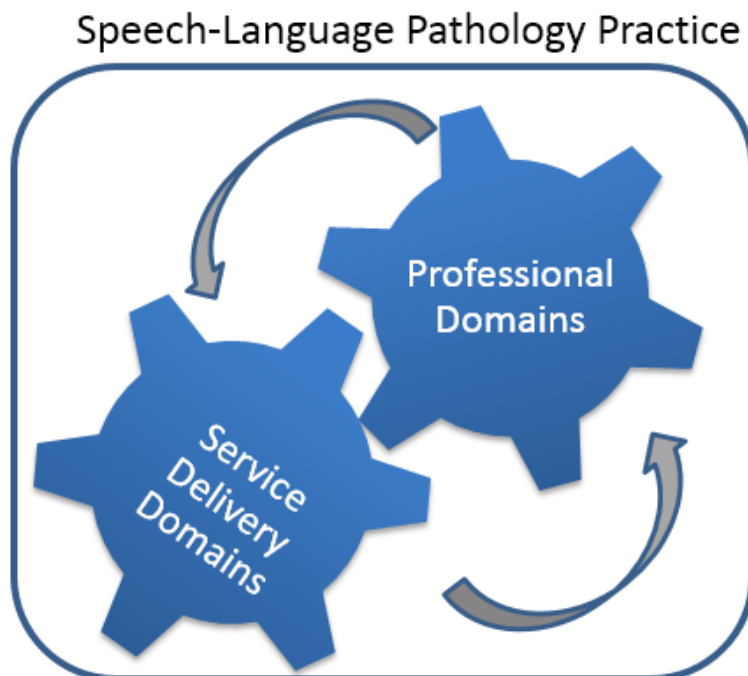 Speech-Language Pathology Practice
Professional
Domains
Service
Delivery
Domains